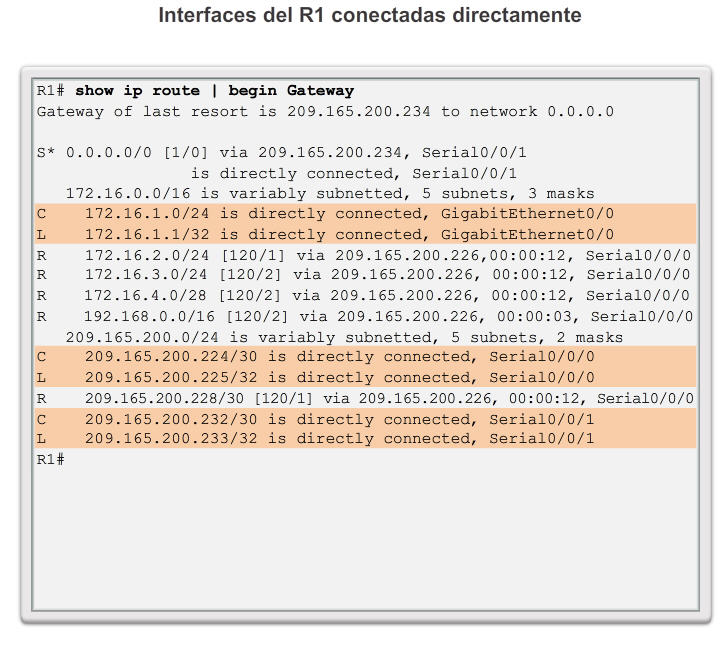 Interfaces del R1 conectadas directamente
R1# show ip route | begin Gateway
Gateway of last resort is 209.165.200.234 to network 0.0.0.0
S* 0.0.0.0/0 [1/0] via 209.165.200.234, Serial0/0/1
is directly connected, Serial0/0/1
172.16.0.0/16 is variably subnetted, 5 subnets, 3 masks
C 172.16.1.0/24 is directly connected, GigabitEthernet0/0
L 172.16.1.1/32 is directly connected, GigabitEthernet0/0
R 172.16.2.0/24 [120/1] via 209.165.200.226,00:00:12, Serial0/0/0
R 172.16.3.0/24 [120/2] via 209.165.200.226, 00:00:12, Serial0/0/0
R 172.16.4.0/28 [120/2] via 209.165.200.226, 00:00:12, Serial0/0/0
R 192.168.0.0/16 [120/2] via 209.165.200.226, 00:00:03, Serial0/0/0
209.165.200.0/24 is variably subnetted, 5 subnets, 2 masks
C 209.165.200.224/30 is directly connected, Serial0/0/0
L 209.165.200.225/32 is directly connected, Serial0/0/0
R 209.165.200.228/30 [120/1] via 209.165.200.226, 00:00:12, Serial0/0/0
C 209.165.200.232/30 is directly connected, Serial0/0/1
L 209.165.200.233/32 is directly connected, Serial0/0/1
R1#